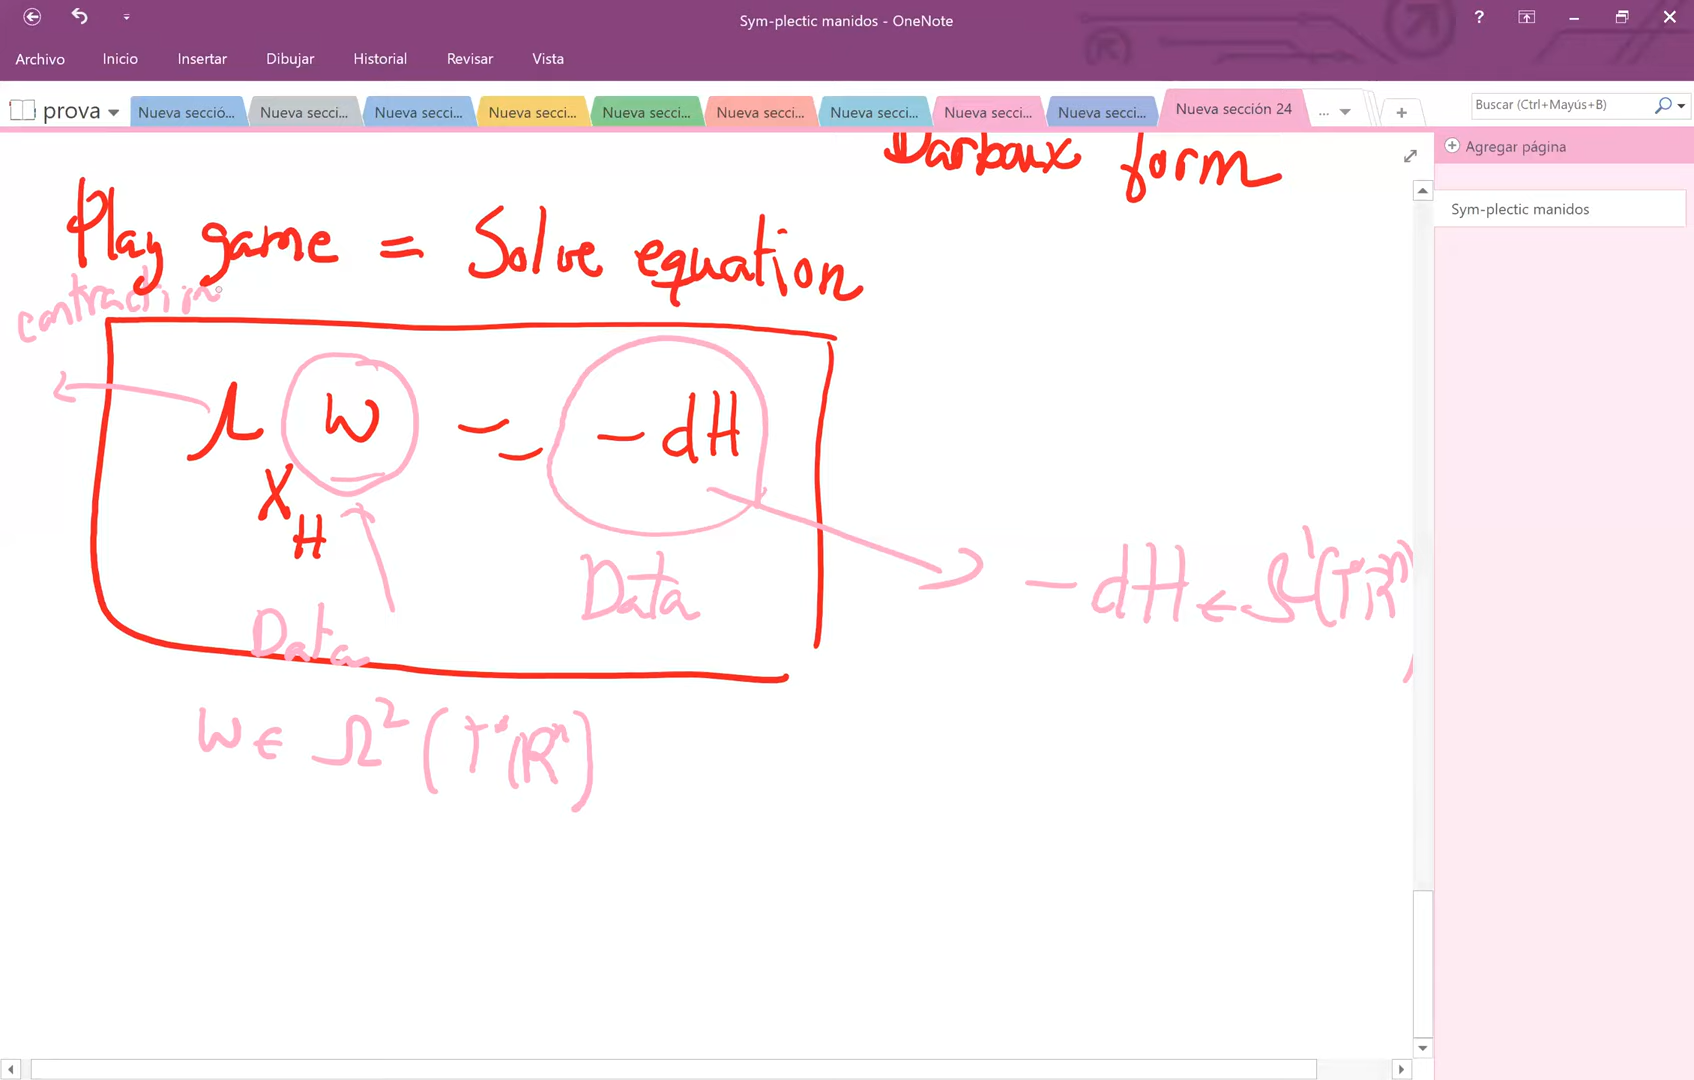 Sym-plectic manidos - OneNote
?
Archivo Inicio Insertar Dibujar Historial Revisar Vista
prova Nueva secció... Nueva secci... Nueva secci... Nueva secci... Nueva secci... Nueva secci... Nueva secci... Nueva secci... Nueva secci... Nueva sección 24 ... +
Buscar (Ctrl+Mayús+B)
Agregar página
Sym-plectic manidos
Darboux form
Play game = Solve equation
contraction
ι_{X_H} ω = -dH
Data
Data
-dH ∈ Ω¹(T*ℝⁿ)
ω ∈ Ω² (T*ℝⁿ)